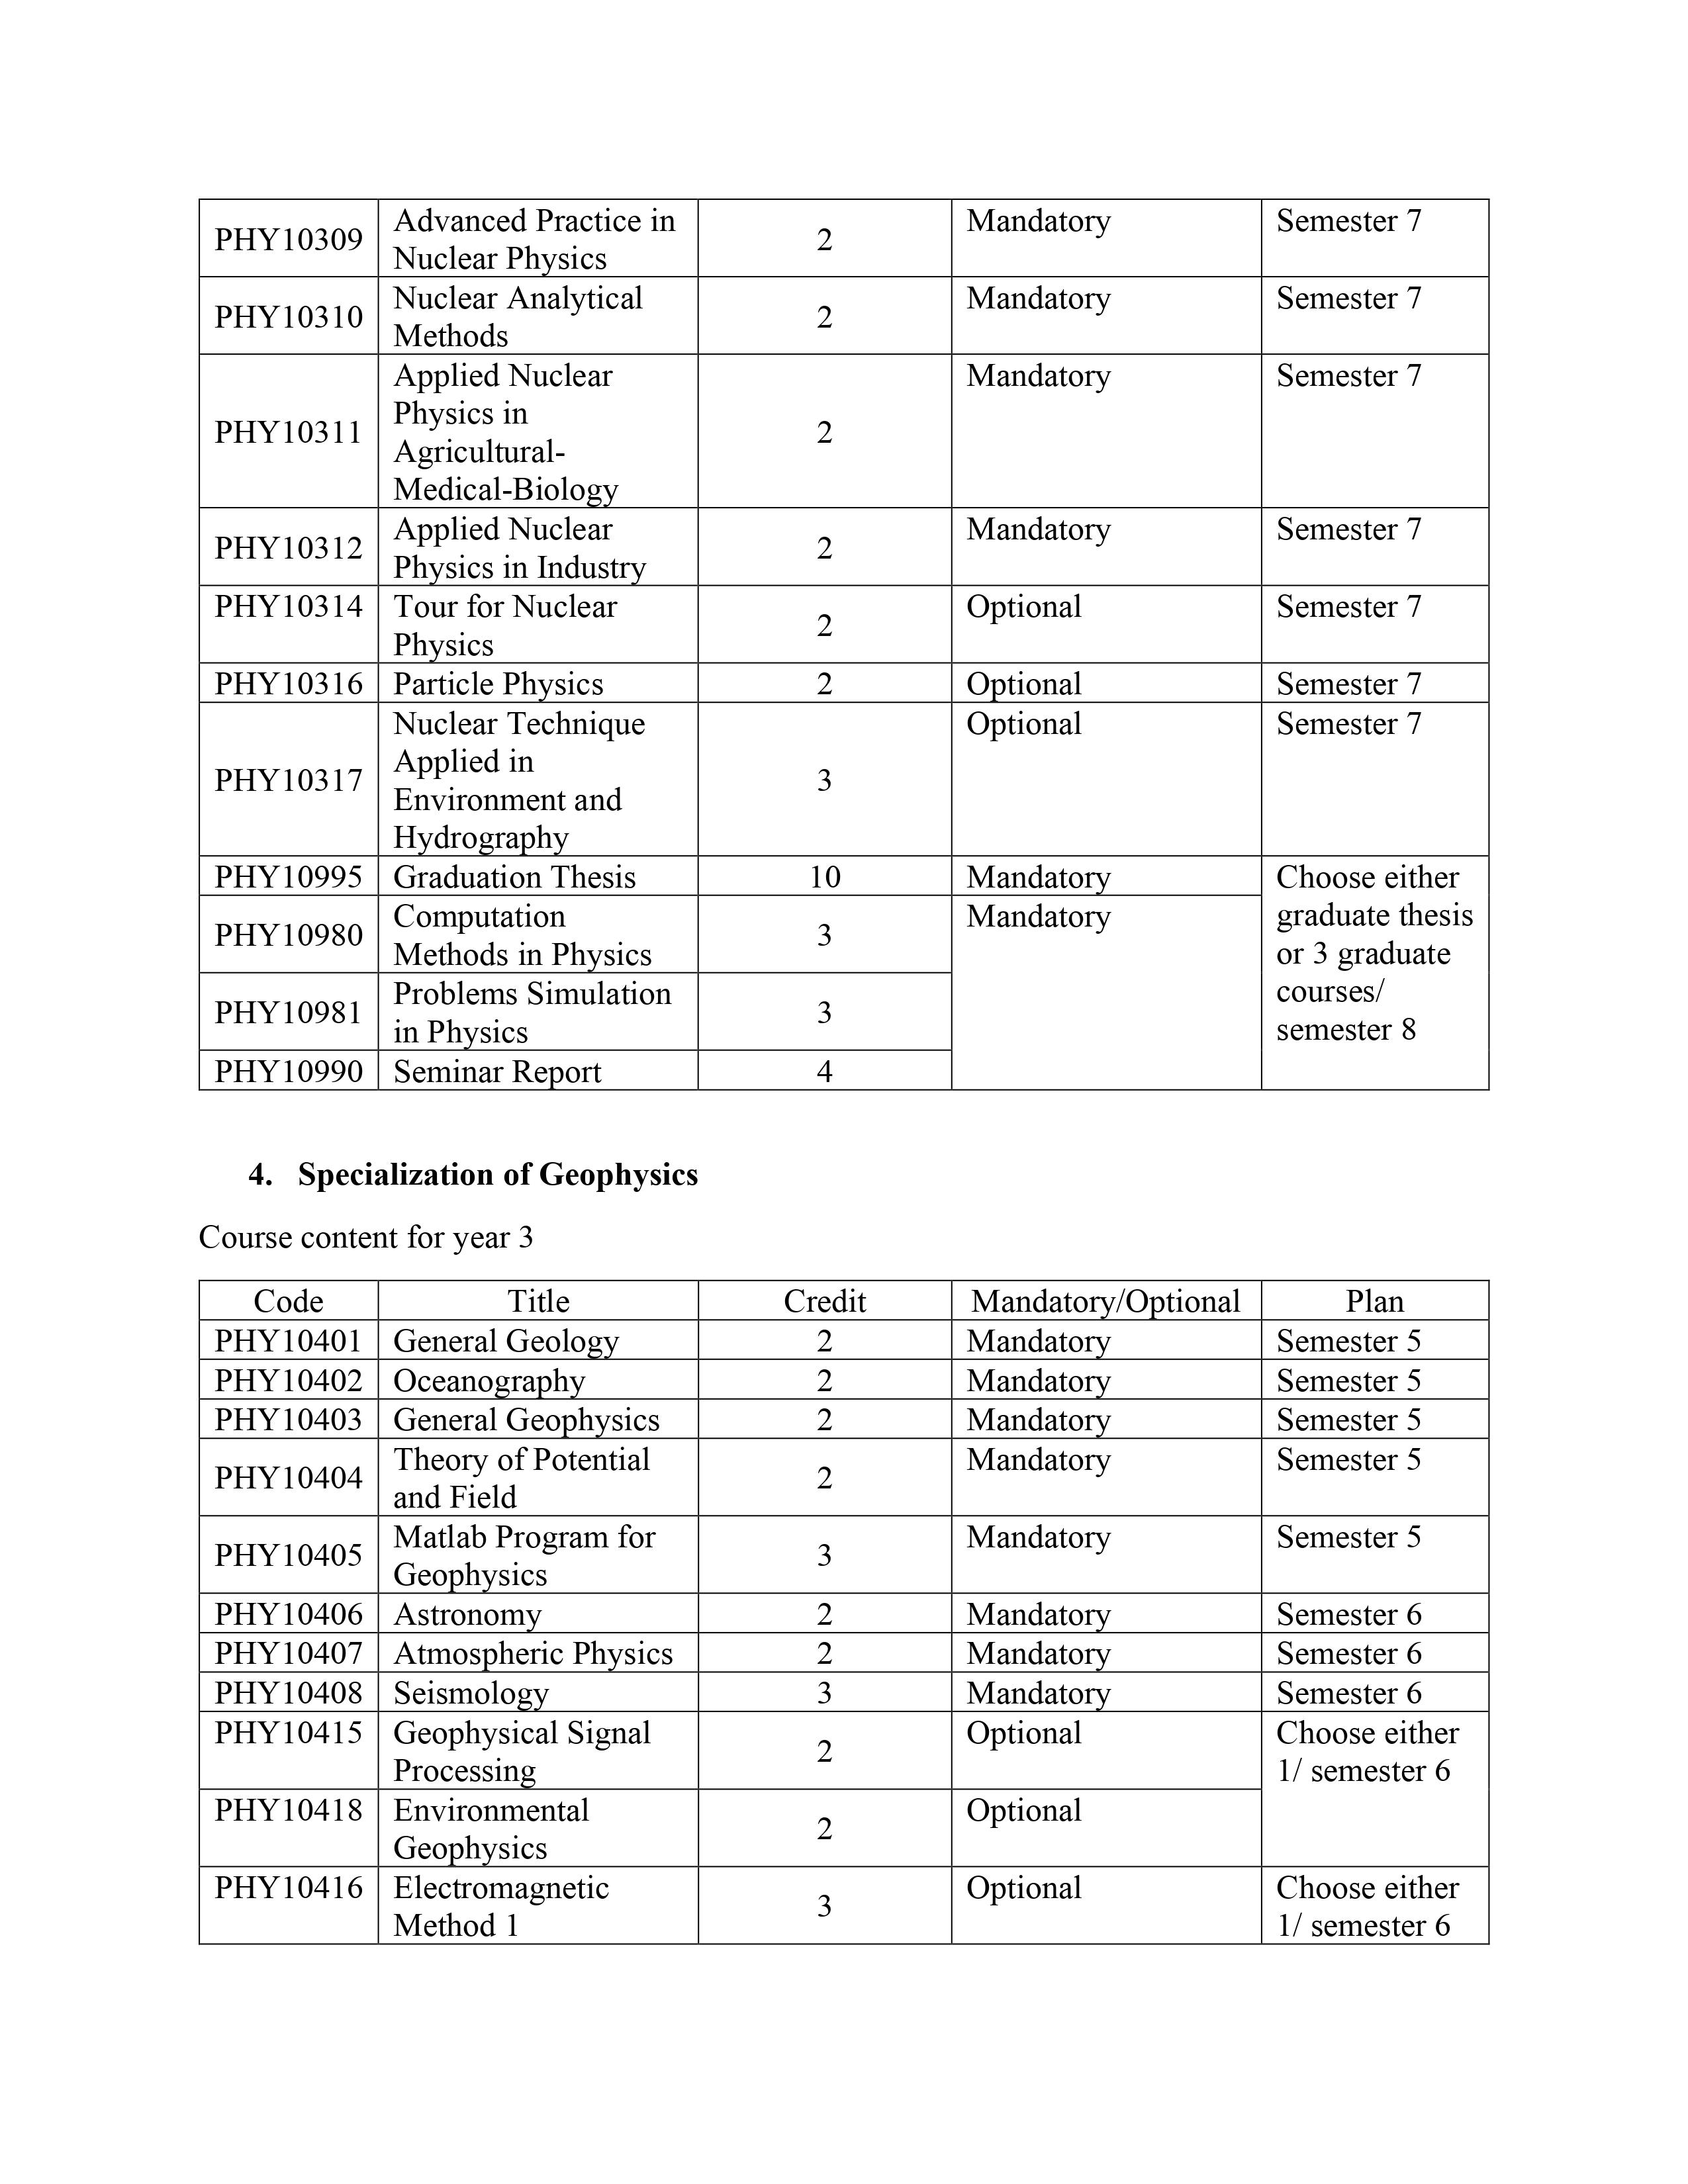 PHY10309 Advanced Practice in Nuclear Physics 2 Mandatory Semester 7
PHY10310 Nuclear Analytical Methods 2 Mandatory Semester 7
PHY10311 Applied Nuclear Physics in Agricultural-Medical-Biology 2 Mandatory Semester 7
PHY10312 Applied Nuclear Physics in Industry 2 Mandatory Semester 7
PHY10314 Tour for Nuclear Physics 2 Optional Semester 7
PHY10316 Particle Physics 2 Optional Semester 7
PHY10317 Nuclear Technique Applied in Environment and Hydrography 3 Optional Semester 7
PHY10995 Graduation Thesis 10 Mandatory Choose either graduate thesis or 3 graduate courses/ semester 8
PHY10980 Computation Methods in Physics 3 Mandatory
PHY10981 Problems Simulation in Physics 3
PHY10990 Seminar Report 4
4. Specialization of Geophysics
Course content for year 3
Code Title Credit Mandatory/Optional Plan
PHY10401 General Geology 2 Mandatory Semester 5
PHY10402 Oceanography 2 Mandatory Semester 5
PHY10403 General Geophysics 2 Mandatory Semester 5
PHY10404 Theory of Potential and Field 2 Mandatory Semester 5
PHY10405 Matlab Program for Geophysics 3 Mandatory Semester 5
PHY10406 Astronomy 2 Mandatory Semester 6
PHY10407 Atmospheric Physics 2 Mandatory Semester 6
PHY10408 Seismology 3 Mandatory Semester 6
PHY10415 Geophysical Signal Processing 2 Optional Choose either 1/ semester 6
PHY10418 Environmental Geophysics 2 Optional
PHY10416 Electromagnetic Method 1 3 Optional Choose either 1/ semester 6